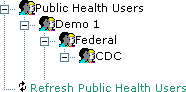 Public Health Users
Demo 1
Federal
CDC
Refresh Public Health Users